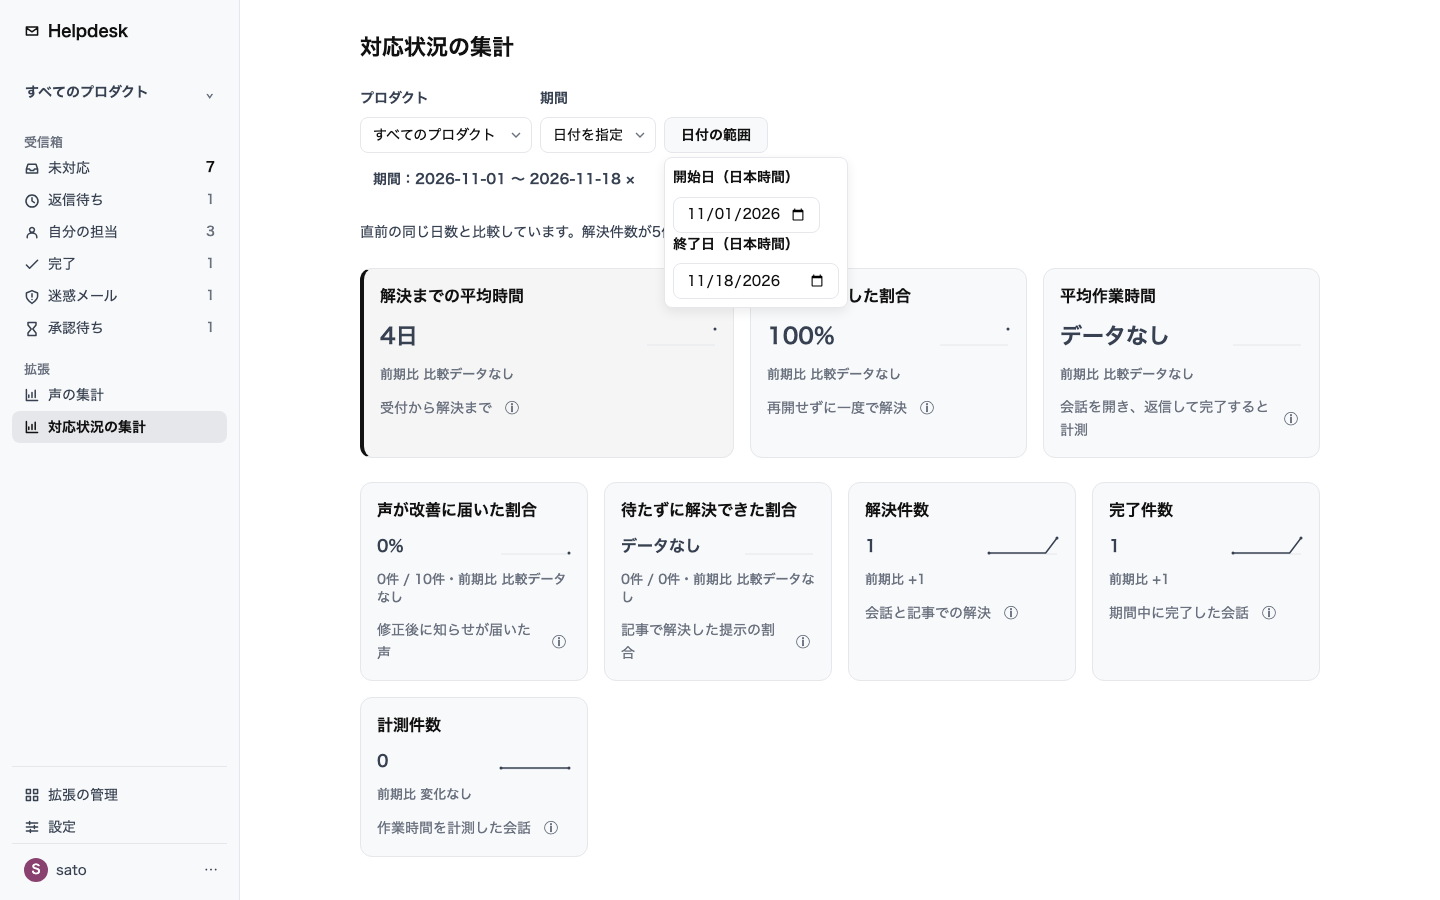 Helpdesk
すべてのプロダクト
受信箱
未対応 7
返信待ち 1
自分の担当 3
完了 1
迷惑メール 1
承認待ち 1
拡張
声の集計
対応状況の集計
拡張の管理
設定
S sato ...
対応状況の集計
プロダクト 期間
すべてのプロダクト 日付を指定 日付の範囲
期間：2026-11-01 〜 2026-11-18 ×
開始日（日本時間）
11/01/2026
終了日（日本時間）
11/18/2026
直前の同じ日数と比較しています。解決件数が5
解決までの平均時間
4日
前期比 比較データなし
受付から解決まで
した割合
100%
前期比 比較データなし
再開せずに一度で解決
平均作業時間
データなし
前期比 比較データなし
会話を開き、返信して完了すると
計測
声が改善に届いた割合
0%
0件 / 10件・前期比 比較データ
なし
修正後に知らせが届いた
声
待たずに解決できた割合
データなし
0件 / 0件・前期比 比較データな
し
記事で解決した提示の割
合
解決件数
1
前期比 +1
会話と記事での解決
完了件数
1
前期比 +1
期間中に完了した会話
計測件数
0
前期比 変化なし
作業時間を計測した会話